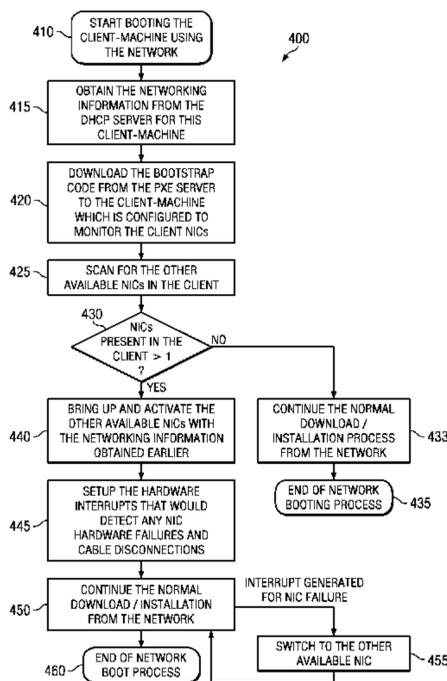 410
START BOOTING THE
CLIENT-MACHINE USING
THE NETWORK
400
415
OBTAIN THE NETWORKING
INFORMATION FROM THE
DHCP SERVER FOR THIS
CLIENT-MACHINE
420
DOWNLOAD THE BOOTSTRAP
CODE FROM THE PXE SERVER
TO THE CLIENT-MACHINE
WHICH IS CONFIGURED TO
MONITOR THE CLIENT NICs
425
SCAN FOR THE OTHER
AVAILABLE NICs IN THE CLIENT
430
NICs
PRESENT IN THE
CLIENT > 1
?
NO
YES
440
BRING UP AND ACTIVATE THE
OTHER AVAILABLE NICs WITH
THE NETWORKING INFORMATION
OBTAINED EARLIER
CONTINUE THE NORMAL
DOWNLOAD /
INSTALLATION PROCESS
FROM THE NETWORK
433
END OF NETWORK
BOOTING PROCESS
435
445
SETUP THE HARDWARE
INTERRUPTS THAT WOULD
DETECT ANY NIC
HARDWARE FAILURES AND
CABLE DISCONNECTIONS
450
CONTINUE THE NORMAL
DOWNLOAD / INSTALLATION
FROM THE NETWORK
INTERRUPT GENERATED
FOR NIC FAILURE
SWITCH TO THE OTHER
AVAILABLE NIC
455
460
END OF NETWORK
BOOT PROCESS